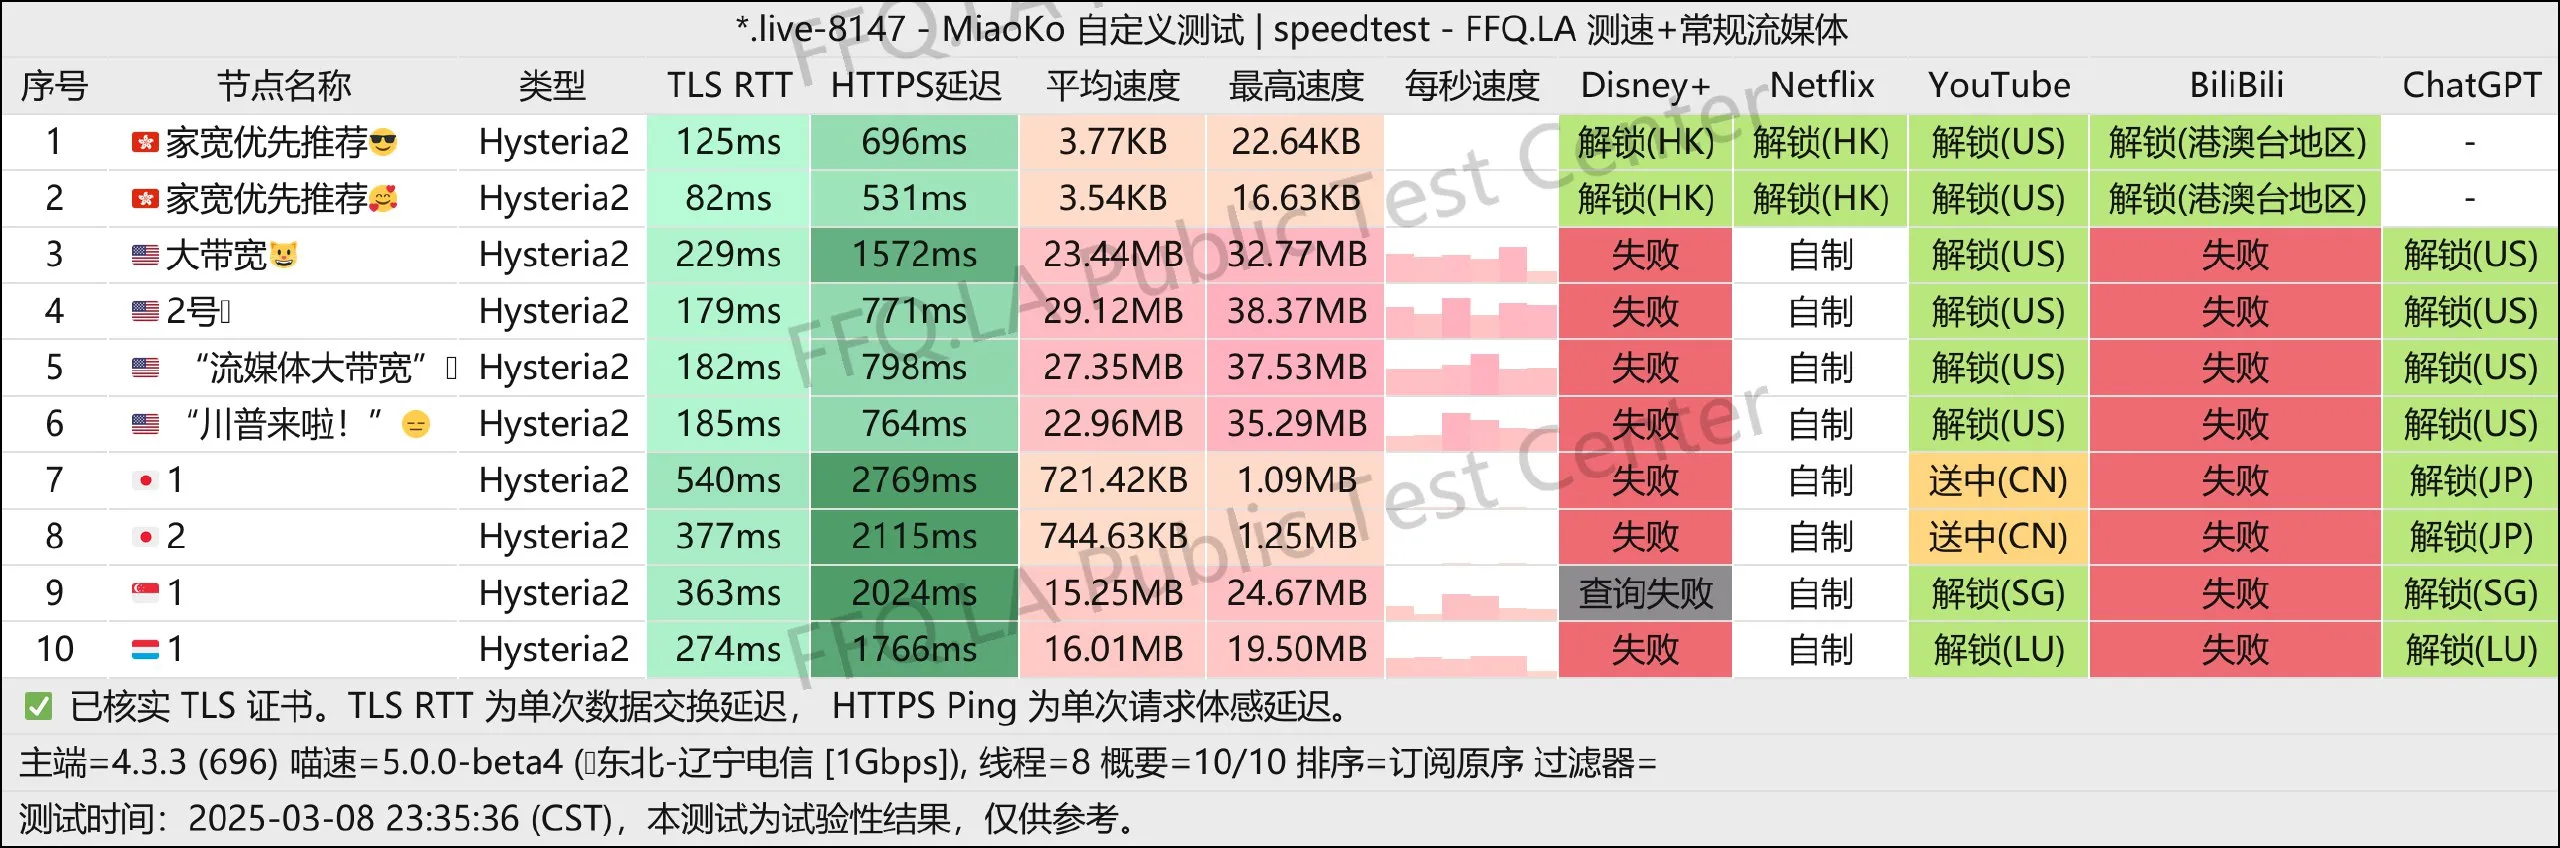 *.live-8147 - MiaoKo 自定义测试 | speedtest - FFQ.LA 测速+常规流媒体
序号 节点名称 类型 TLS RTT HTTPS延迟 平均速度 最高速度 每秒速度 Disney+ Netflix YouTube BiliBili ChatGPT
1 🇭🇰 家宽优先推荐😎 Hysteria2 125ms 696ms 3.77KB 22.64KB 解锁(HK) 解锁(HK) 解锁(US) 解锁(港澳台地区) -
2 🇭🇰 家宽优先推荐🥰 Hysteria2 82ms 531ms 3.54KB 16.63KB 解锁(HK) 解锁(HK) 解锁(US) 解锁(港澳台地区) -
3 🇺🇸 大带宽😺 Hysteria2 229ms 1572ms 23.44MB 32.77MB 失败 自制 解锁(US) 失败 解锁(US)
4 🇺🇸 2号 Hysteria2 179ms 771ms 29.12MB 38.37MB 失败 自制 解锁(US) 失败 解锁(US)
5 🇺🇸 “流媒体大带宽” Hysteria2 182ms 798ms 27.35MB 37.53MB 失败 自制 解锁(US) 失败 解锁(US)
6 🇺🇸 “川普来啦！”😑 Hysteria2 185ms 764ms 22.96MB 35.29MB 失败 自制 解锁(US) 失败 解锁(US)
7 🇯🇵 1 Hysteria2 540ms 2769ms 721.42KB 1.09MB 失败 自制 送中(CN) 失败 解锁(JP)
8 🇯🇵 2 Hysteria2 377ms 2115ms 744.63KB 1.25MB 失败 自制 送中(CN) 失败 解锁(JP)
9 🇸🇬 1 Hysteria2 363ms 2024ms 15.25MB 24.67MB 查询失败 自制 解锁(SG) 失败 解锁(SG)
10 🇱🇺 1 Hysteria2 274ms 1766ms 16.01MB 19.50MB 失败 自制 解锁(LU) 失败 解锁(LU)
✅ 已核实 TLS 证书。TLS RTT 为单次数据交换延迟， HTTPS Ping 为单次请求体感延迟。
主端=4.3.3 (696) 喵速=5.0.0-beta4 (东北-辽宁电信 [1Gbps]), 线程=8 概要=10/10 排序=订阅原序 过滤器=
测试时间：2025-03-08 23:35:36 (CST)，本测试为试验性结果，仅供参考。
FFQ.LA Public Test Center
FFQ.LA Public Test Center